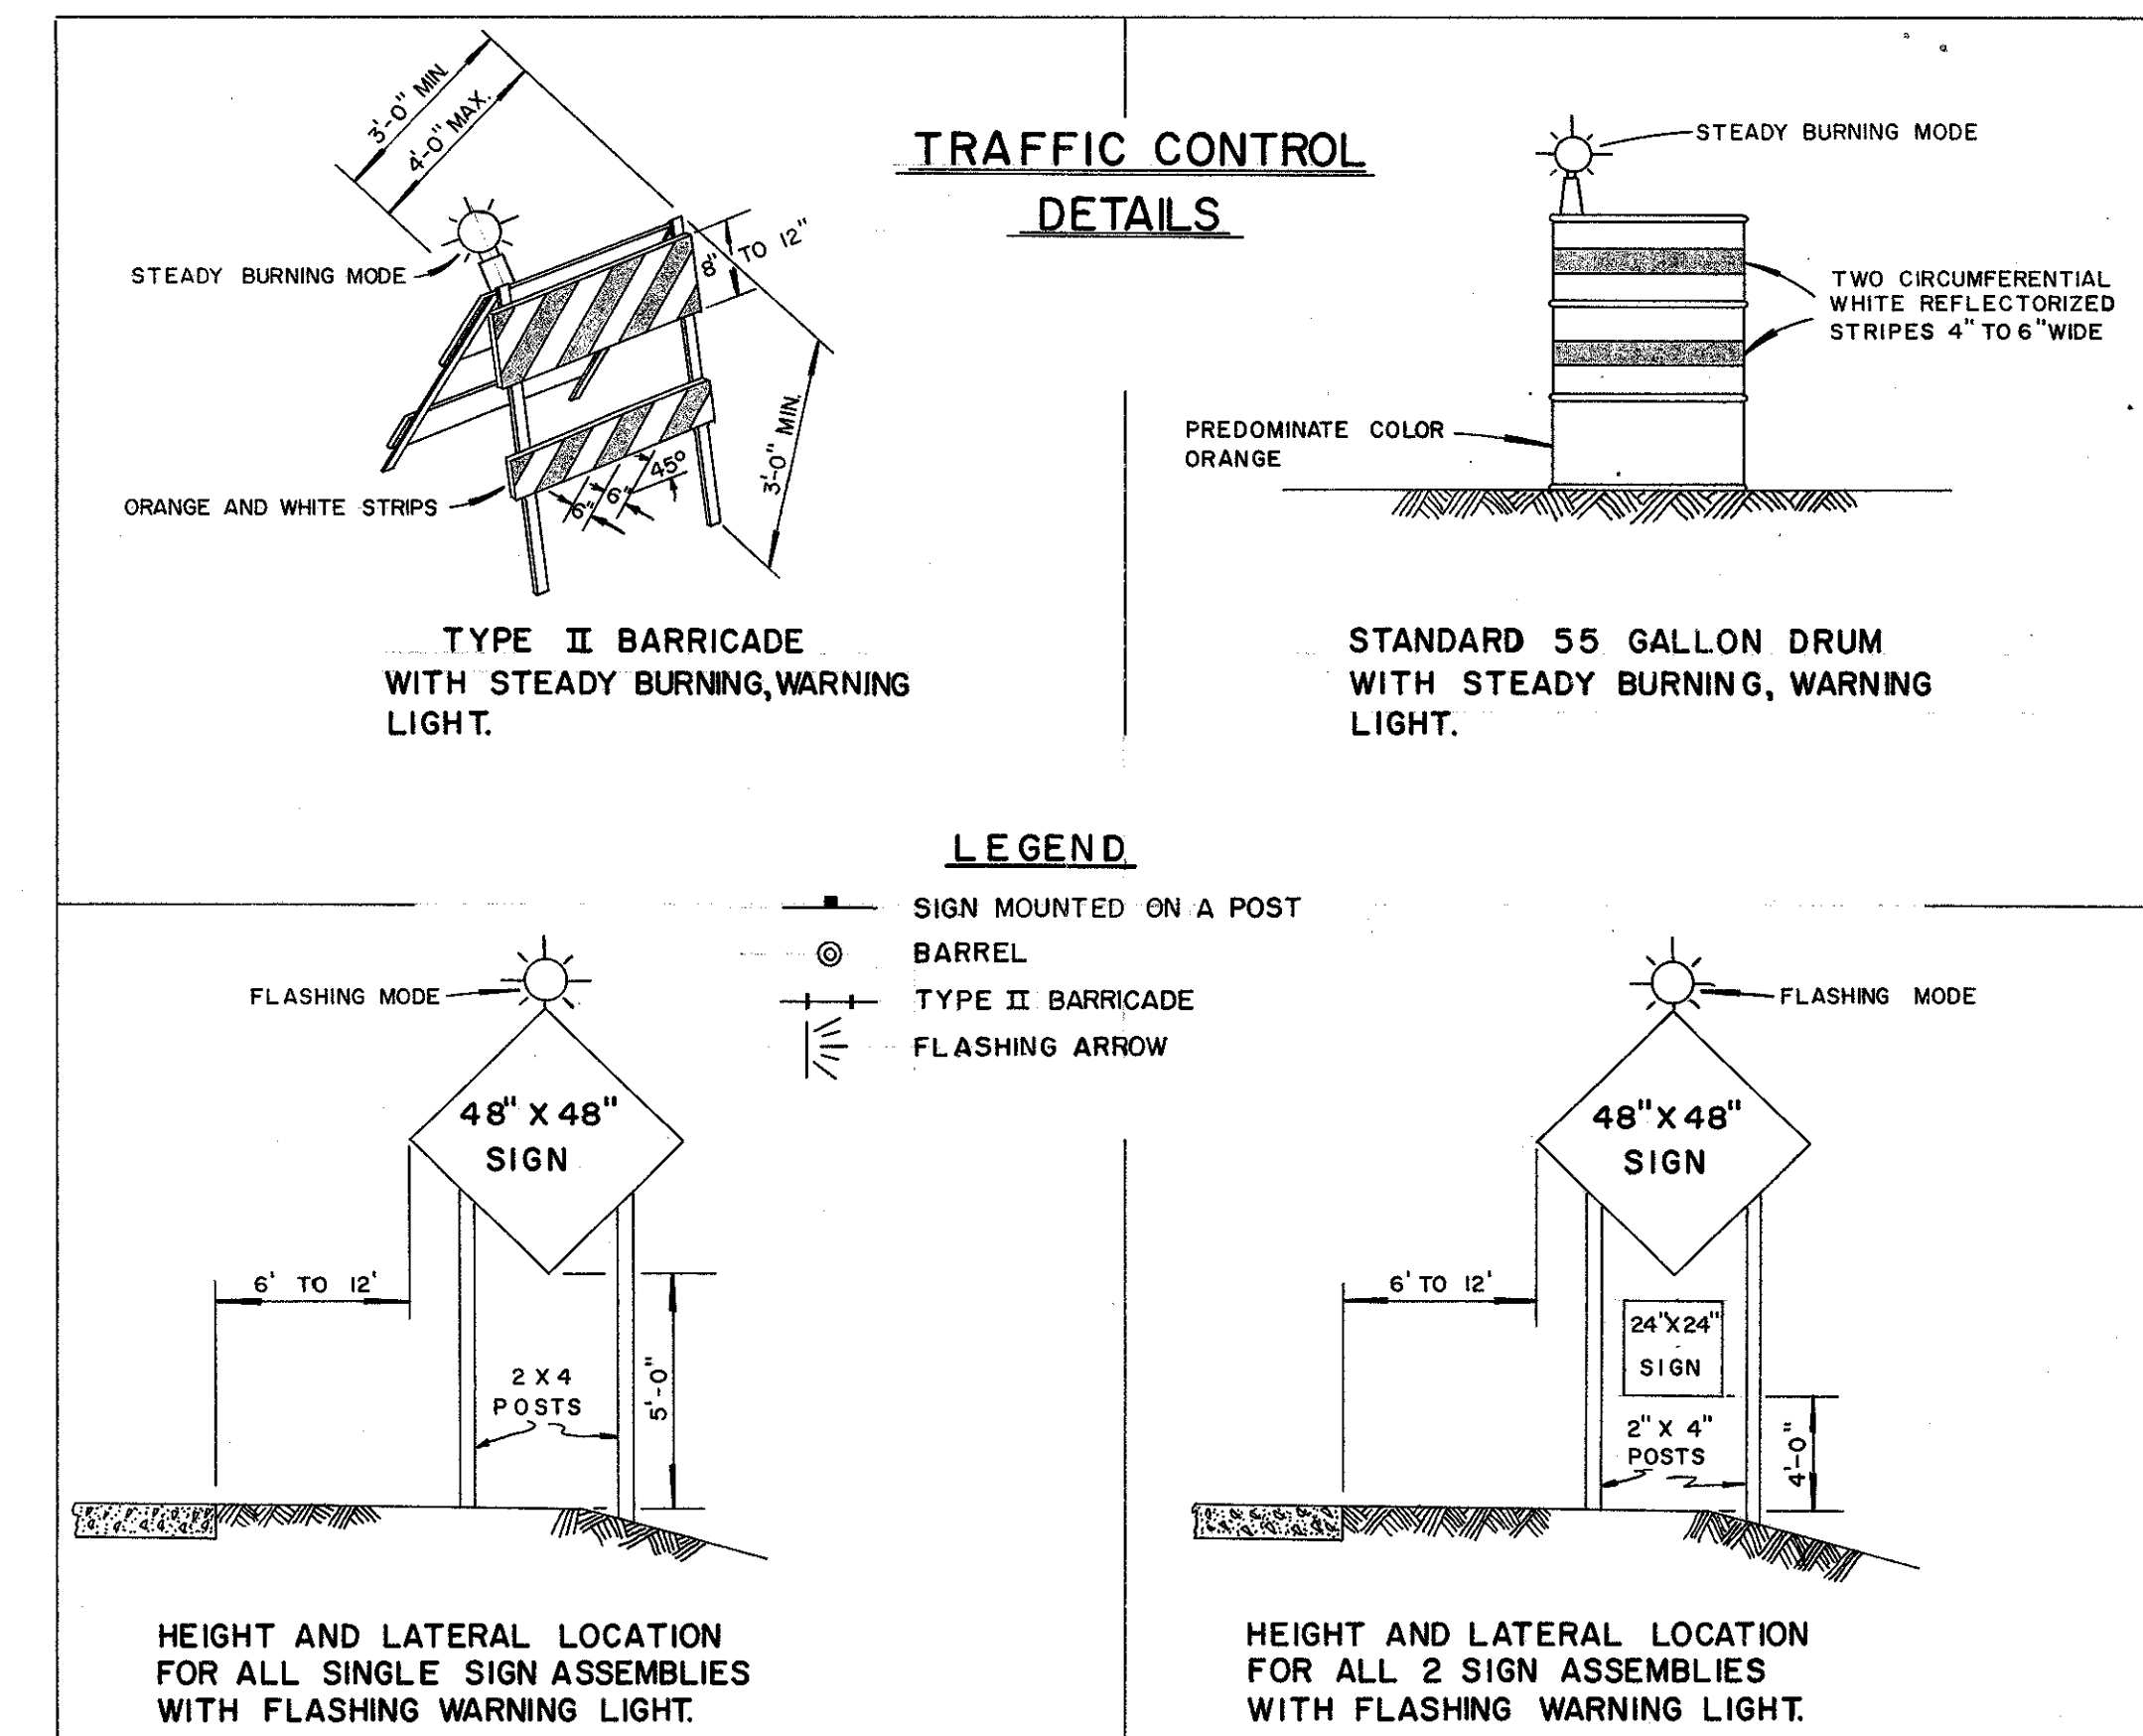 TRAFFIC CONTROL
DETAILS
3'-0" MIN.
4'-0" MAX.
STEADY BURNING MODE
8" TO 12"
3'-0" MIN.
45°
6"
6"
ORANGE AND WHITE STRIPS
TYPE II BARRICADE
WITH STEADY BURNING, WARNING
LIGHT.
STEADY BURNING MODE
TWO CIRCUMFERENTIAL
WHITE REFLECTORIZED
STRIPES 4" TO 6" WIDE
PREDOMINATE COLOR
ORANGE
STANDARD 55 GALLON DRUM
WITH STEADY BURNING, WARNING
LIGHT.
LEGEND
SIGN MOUNTED ON A POST
BARREL
TYPE II BARRICADE
FLASHING ARROW
FLASHING MODE
48" X 48"
SIGN
6' TO 12'
2 X 4
POSTS
5'-0"
HEIGHT AND LATERAL LOCATION
FOR ALL SINGLE SIGN ASSEMBLIES
WITH FLASHING WARNING LIGHT.
FLASHING MODE
48" X 48"
SIGN
6' TO 12'
24" X 24"
SIGN
2" X 4"
POSTS
4'-0"
HEIGHT AND LATERAL LOCATION
FOR ALL 2 SIGN ASSEMBLIES
WITH FLASHING WARNING LIGHT.